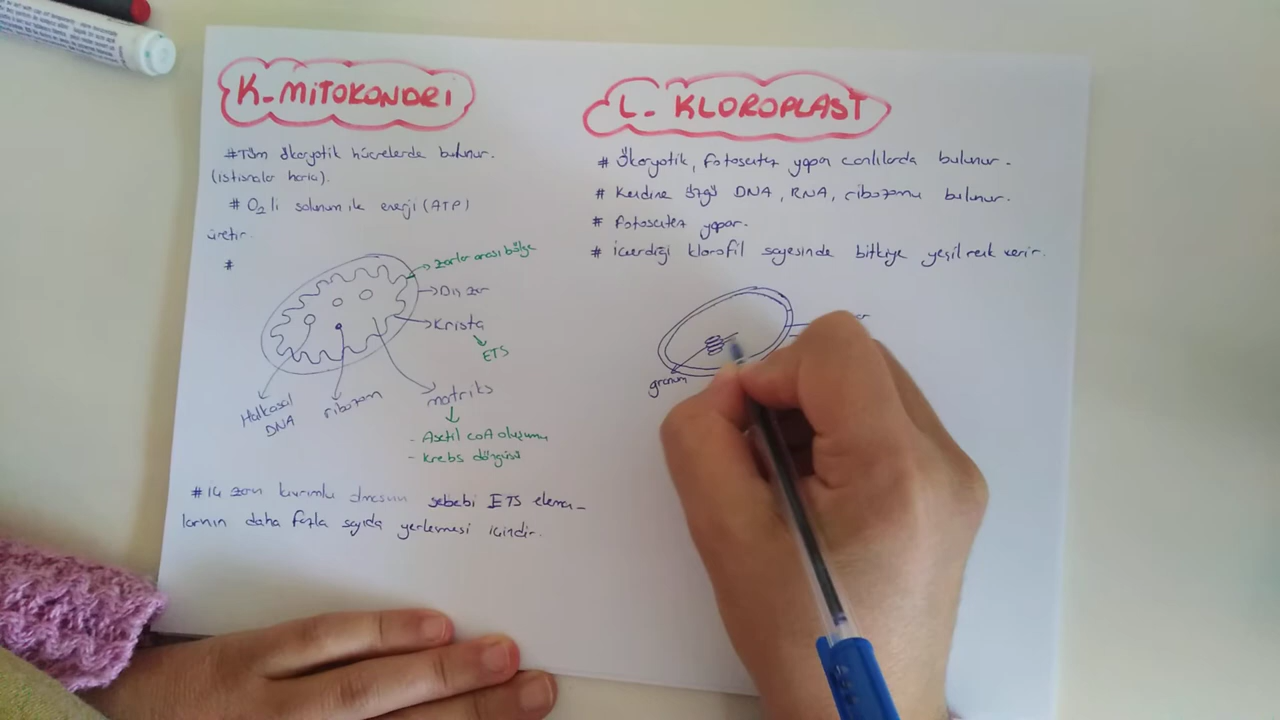 K-MİTOKONDRİ
#Tüm ökaryotik hücrelerde bulunur.
(istisnalar hariç).
# O2 li solunum ile enerji (ATP)
üretir.
#
zarlar arası bölge
Dış zar
Krista
ETS
matriks
- Asetil CoA oluşumu
- Krebs döngüsü
Halkasal
DNA
ribozom
# İç zarın kıvrımlı olmasının sebebi ETS eleman-
larının daha fazla sayıda yerleşmesi içindir.
L- KLOROPLAST
# Ökaryotik, fotosentez yapan canlılarda bulunur.
# Kendine özgü DNA, RNA, ribozomu bulunur.
# Fotosentez yapar.
# İçerdiği klorofil sayesinde bitkiye yeşil renk verir.
granum